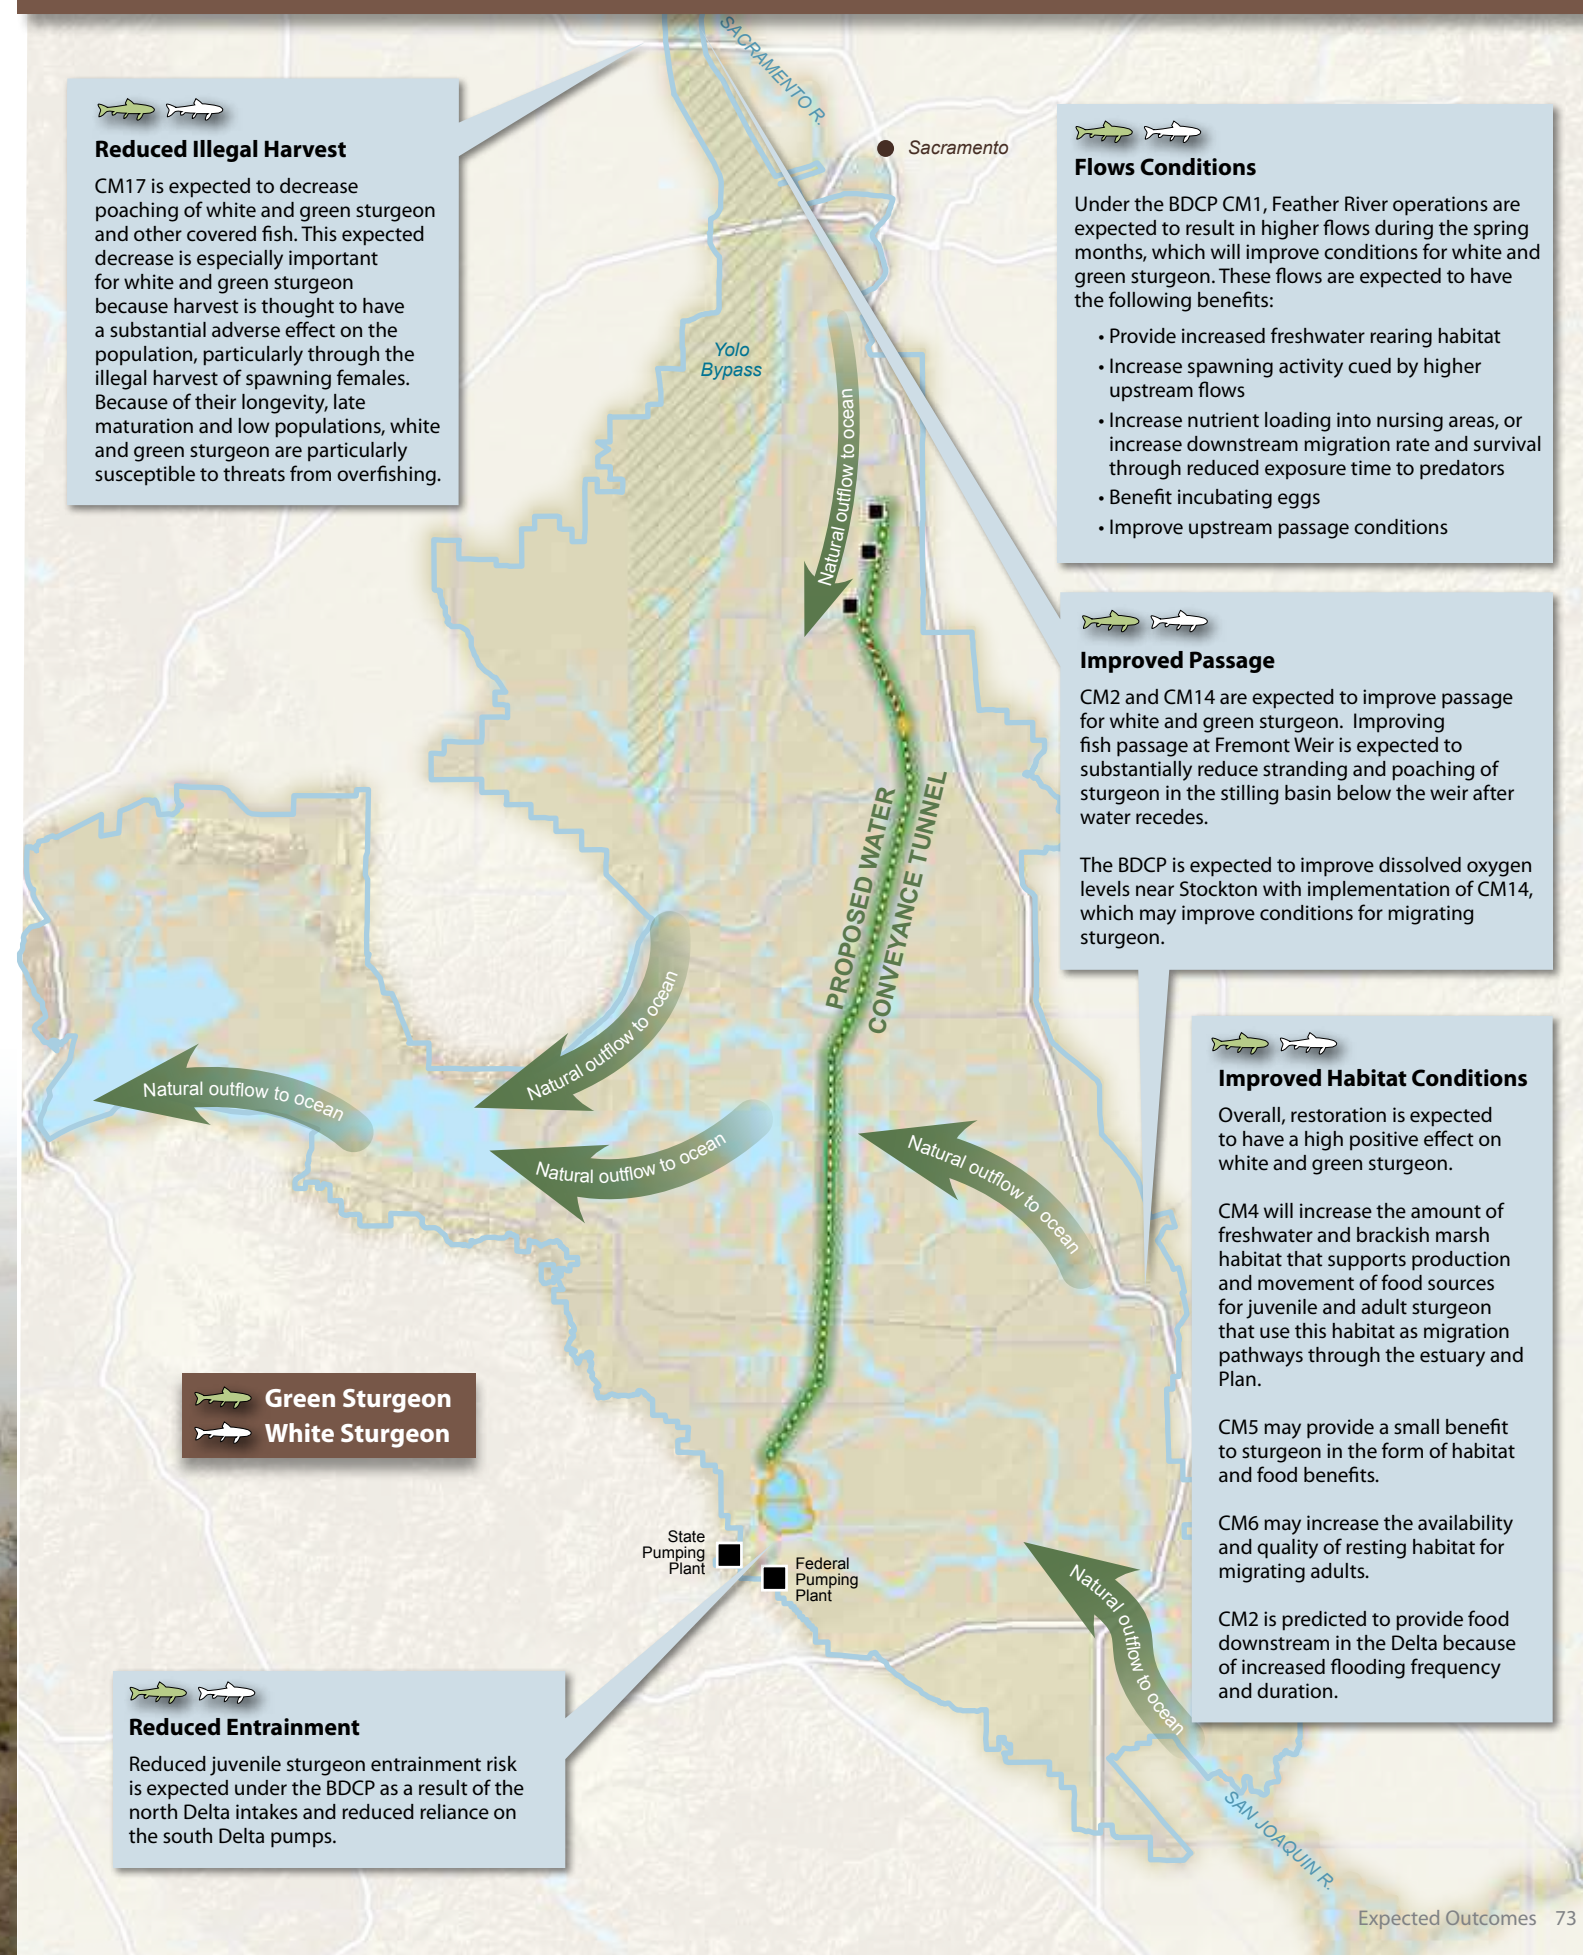 SACRAMENTO R.
Sacramento
Reduced Illegal Harvest
CM17 is expected to decrease
poaching of white and green sturgeon
and other covered fish. This expected
decrease is especially important
for white and green sturgeon
because harvest is thought to have
a substantial adverse effect on the
population, particularly through the
illegal harvest of spawning females.
Because of their longevity, late
maturation and low populations, white
and green sturgeon are particularly
susceptible to threats from overfishing.
Flows Conditions
Under the BDCP CM1, Feather River operations are
expected to result in higher flows during the spring
months, which will improve conditions for white and
green sturgeon. These flows are expected to have
the following benefits:
• Provide increased freshwater rearing habitat
• Increase spawning activity cued by higher
upstream flows
• Increase nutrient loading into nursing areas, or
increase downstream migration rate and survival
through reduced exposure time to predators
• Benefit incubating eggs
• Improve upstream passage conditions
Yolo
Bypass
Natural outflow to ocean
Improved Passage
CM2 and CM14 are expected to improve passage
for white and green sturgeon. Improving
fish passage at Fremont Weir is expected to
substantially reduce stranding and poaching of
sturgeon in the stilling basin below the weir after
water recedes.
The BDCP is expected to improve dissolved oxygen
levels near Stockton with implementation of CM14,
which may improve conditions for migrating
sturgeon.
PROPOSED WATER
CONVEYANCE TUNNEL
Natural outflow to ocean
Natural outflow to ocean
Natural outflow to ocean
Natural outflow to ocean
Improved Habitat Conditions
Overall, restoration is expected
to have a high positive effect on
white and green sturgeon.
CM4 will increase the amount of
freshwater and brackish marsh
habitat that supports production
and movement of food sources
for juvenile and adult sturgeon
that use this habitat as migration
pathways through the estuary and
Plan.
CM5 may provide a small benefit
to sturgeon in the form of habitat
and food benefits.
CM6 may increase the availability
and quality of resting habitat for
migrating adults.
CM2 is predicted to provide food
downstream in the Delta because
of increased flooding frequency
and duration.
Green Sturgeon
White Sturgeon
State
Pumping
Plant
Federal
Pumping
Plant
Natural outflow to ocean
Reduced Entrainment
Reduced juvenile sturgeon entrainment risk
is expected under the BDCP as a result of the
north Delta intakes and reduced reliance on
the south Delta pumps.
SAN JOAQUIN R.
Expected Outcomes 73